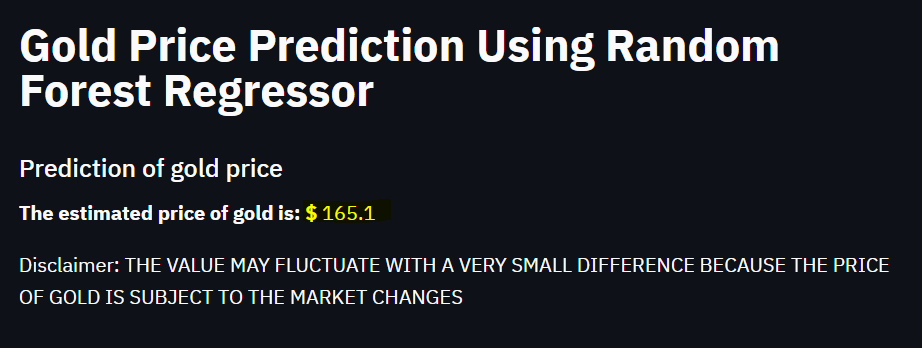 Gold Price Prediction Using Random
Forest Regressor
Prediction of gold price
The estimated price of gold is: $ 165.1
Disclaimer: THE VALUE MAY FLUCTUATE WITH A VERY SMALL DIFFERENCE BECAUSE THE PRICE
OF GOLD IS SUBJECT TO THE MARKET CHANGES